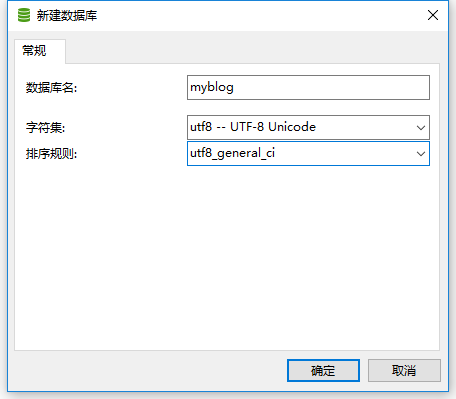 新建数据库
常规
数据库名: myblog
字符集: utf8 -- UTF-8 Unicode
排序规则: utf8_general_ci
确定 取消